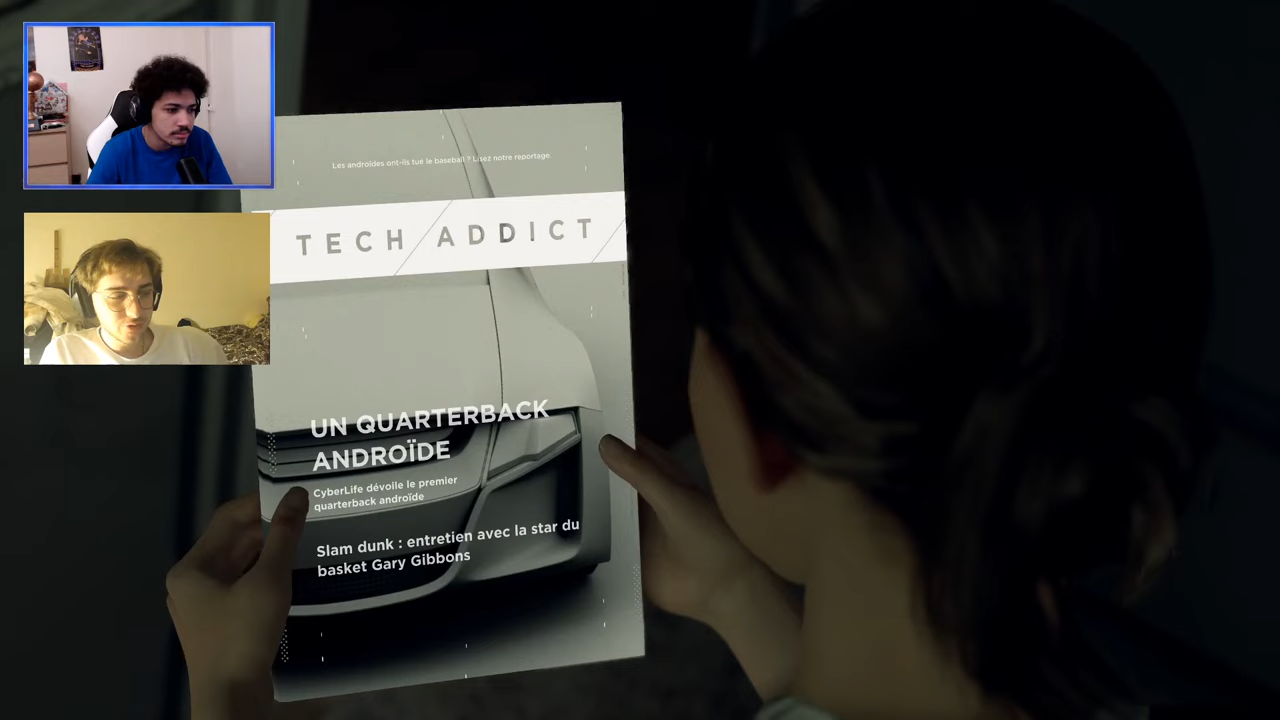 Les androïdes ont-ils tué le baseball ? Lisez notre reportage.
TECH ADDICT
UN QUARTERBACK
ANDROÏDE
CyberLife dévoile le premier
quarterback androïde
Slam dunk : entretien avec la star du
basket Gary Gibbons